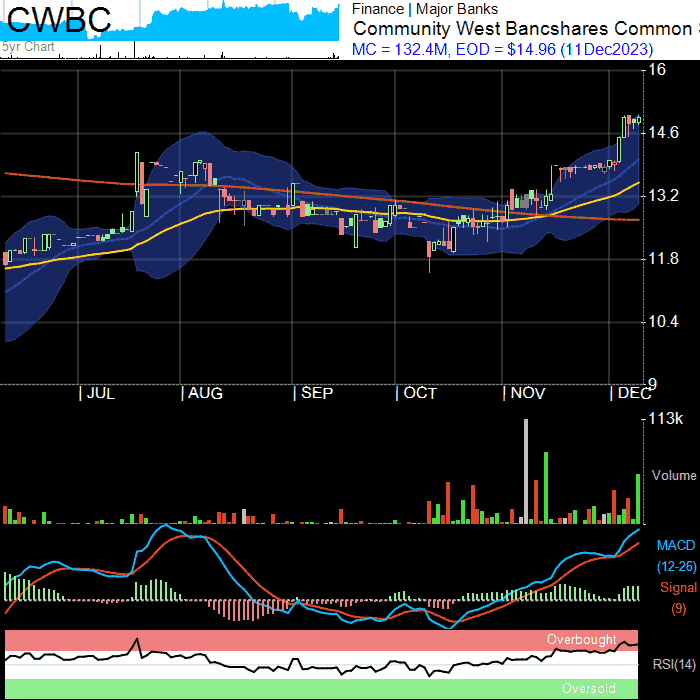 CWBC
5yr Chart
Finance | Major Banks
Community West Bancshares Common
MC = 132.4M, EOD = $14.96 (11Dec2023)
16
14.6
13.2
11.8
10.4
9
JUL AUG SEP OCT NOV DEC
113k
Volume
MACD
(12-26)
Signal
(9)
Overbought
RSI(14)
Oversold